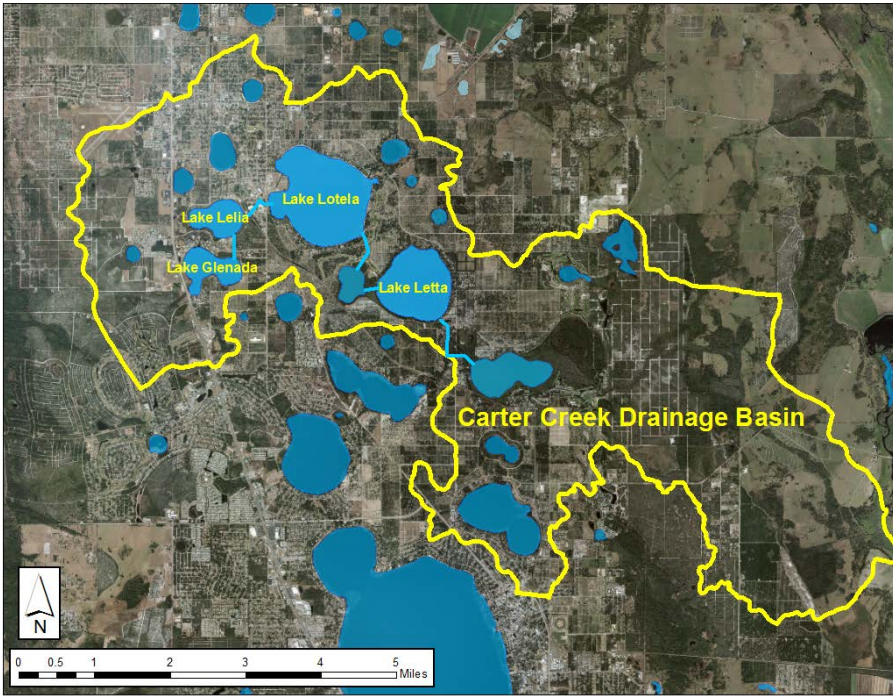 Lake Lotela
Lake Lelia
Lake Glenada
Lake Letta
Carter Creek Drainage Basin
N
0 0.5 1 2 3 4 5
Miles